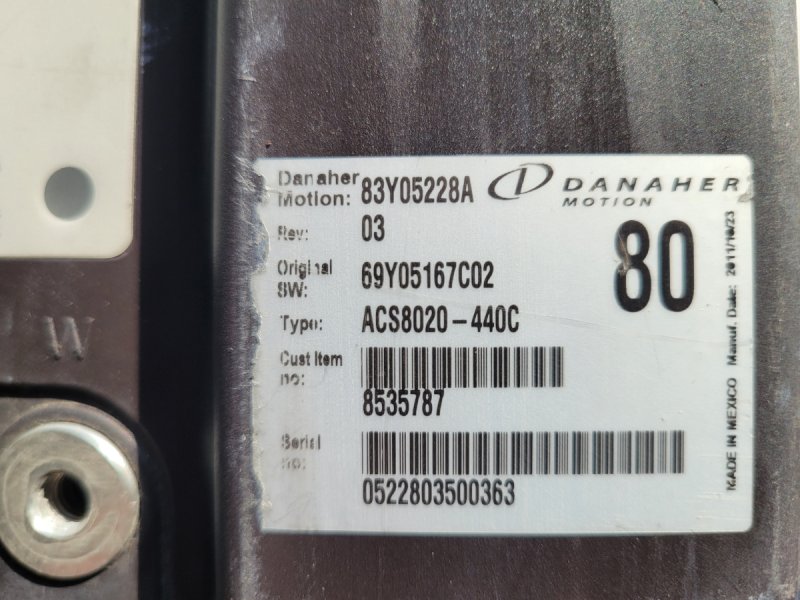 Danaher Motion: 83Y05228A
DANAHER
MOTION
Rev: 03
80
Original SW: 69Y05167C02
Type: ACS8020-440C
Cust Item no: 8535787
Serial no: 0522803500363
MADE IN MEXICO Manuf. Date: 2011/10/23
W